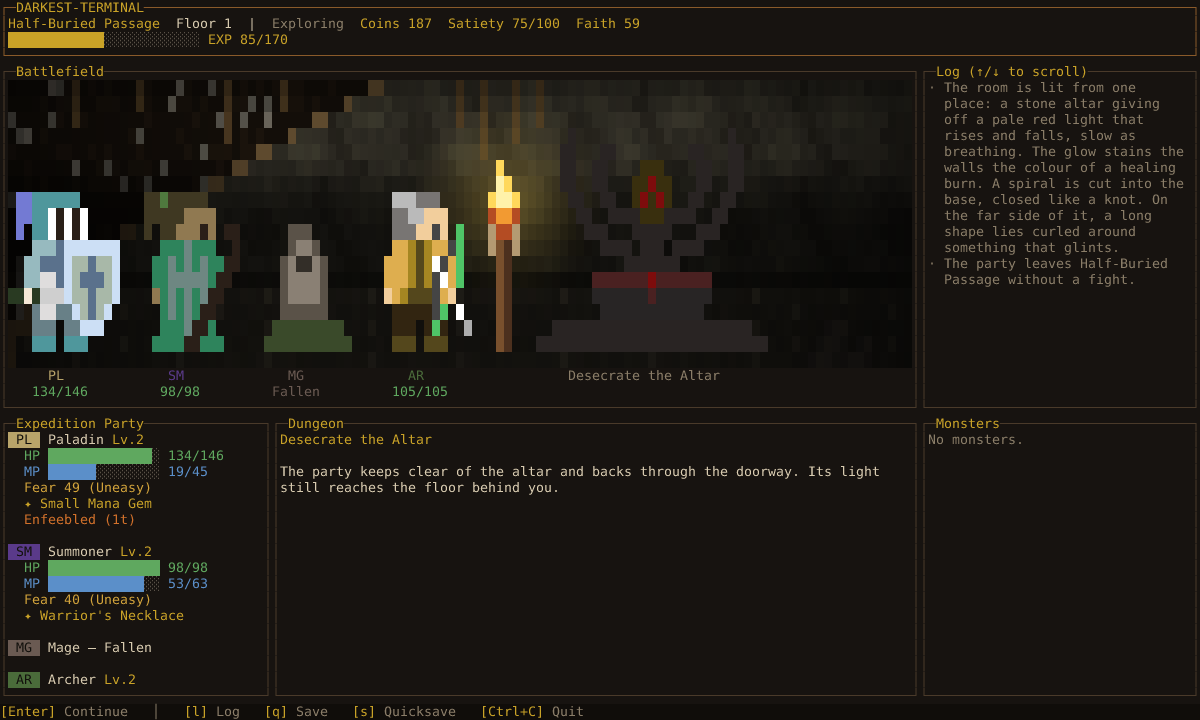 DARKEST-TERMINAL
Half-Buried Passage  Floor 1  |  Exploring  Coins 187  Satiety 75/100  Faith 59
EXP 85/170
Battlefield
PL  SM  MG  AR  Desecrate the Altar
134/146  98/98  Fallen  105/105
Log (↑/↓ to scroll)
· The room is lit from one
place: a stone altar giving
off a pale red light that
rises and falls, slow as
breathing. The glow stains the
walls the colour of a healing
burn. A spiral is cut into the
base, closed like a knot. On
the far side of it, a long
shape lies curled around
something that glints.
· The party leaves Half-Buried
Passage without a fight.
Expedition Party
PL Paladin Lv.2
HP 134/146
MP 19/45
Fear 49 (Uneasy)
✦ Small Mana Gem
Enfeebled (1t)
SM Summoner Lv.2
HP 98/98
MP 53/63
Fear 40 (Uneasy)
✦ Warrior's Necklace
MG Mage — Fallen
AR Archer Lv.2
Dungeon
Desecrate the Altar
The party keeps clear of the altar and backs through the doorway. Its light
still reaches the floor behind you.
Monsters
No monsters.
[Enter] Continue  │  [l] Log  [q] Save  [s] Quicksave  [Ctrl+C] Quit